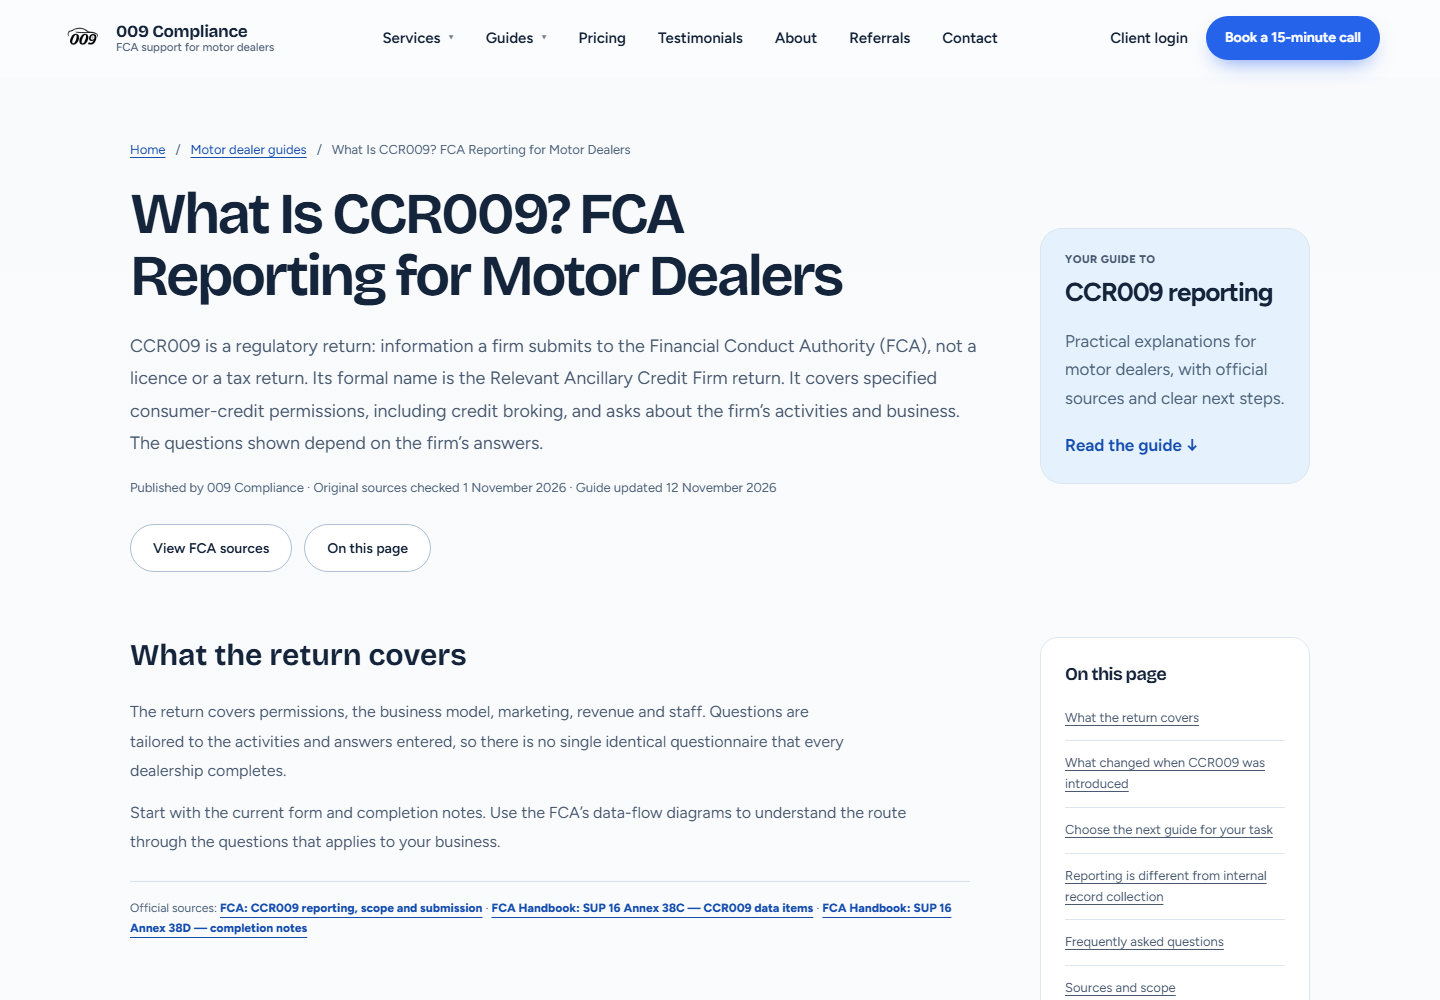 009
009 Compliance
FCA support for motor dealers
Services ▼ Guides ▼ Pricing Testimonials About Referrals Contact
Client login Book a 15-minute call
Home / Motor dealer guides / What Is CCR009? FCA Reporting for Motor Dealers
What Is CCR009? FCA
Reporting for Motor Dealers
CCR009 is a regulatory return: information a firm submits to the Financial Conduct Authority (FCA), not a
licence or a tax return. Its formal name is the Relevant Ancillary Credit Firm return. It covers specified
consumer-credit permissions, including credit broking, and asks about the firm’s activities and business.
The questions shown depend on the firm’s answers.
Published by 009 Compliance · Original sources checked 1 November 2026 · Guide updated 12 November 2026
View FCA sources On this page
YOUR GUIDE TO
CCR009 reporting
Practical explanations for
motor dealers, with official
sources and clear next steps.
Read the guide ↓
What the return covers
The return covers permissions, the business model, marketing, revenue and staff. Questions are
tailored to the activities and answers entered, so there is no single identical questionnaire that every
dealership completes.
Start with the current form and completion notes. Use the FCA’s data-flow diagrams to understand the route
through the questions that applies to your business.
Official sources: FCA: CCR009 reporting, scope and submission · FCA Handbook: SUP 16 Annex 38C — CCR009 data items · FCA Handbook: SUP 16
Annex 38D — completion notes
On this page
What the return covers
What changed when CCR009 was
introduced
Choose the next guide for your task
Reporting is different from internal
record collection
Frequently asked questions
Sources and scope